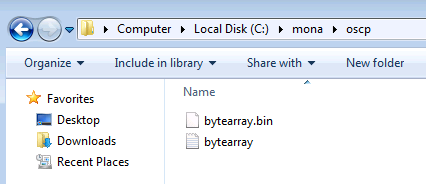 Computer Local Disk (C:) mona oscp
Organize Include in library Share with New folder
Favorites
Desktop
Downloads
Recent Places
Name
bytearray.bin
bytearray